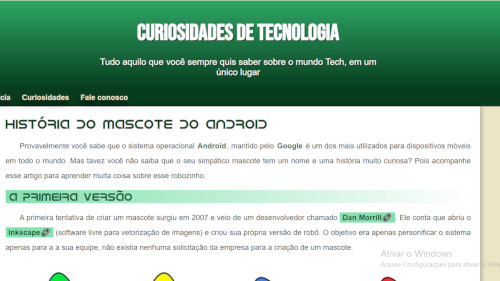 CURIOSIDADES DE TECNOLOGIA
Tudo aquilo que você sempre quis saber sobre o mundo Tech, em um
único lugar
cia Curiosidades Fale conosco
HISTÓRIA DO MASCOTE DO ANDROID
Provavelmente você sabe que o sistema operacional Android, mantido pelo Google é um dos mais utilizados para dispositivos móveis
em todo o mundo. Mas tavez você não saiba que o seu simpático mascote tem um nome e uma história muito curiosa? Pois acompanhe
esse artigo para aprender muita coisa sobre esse robozinho.
A PRIMEIRA VERSÃO
A primeira tentativa de criar um mascote surgiu em 2007 e veio de um desenvolvedor chamado Dan Morrill. Ele conta que abriu o
Inkscape (software livre para vetorização de imagens) e criou sua própria versão de robô. O objetivo era apenas personificar o sistema
apenas para a a sua equipe, não existia nenhuma solicitação da empresa para a criação de um mascote.
Ativar o Windows
Acesse Configurações para ativar o Win